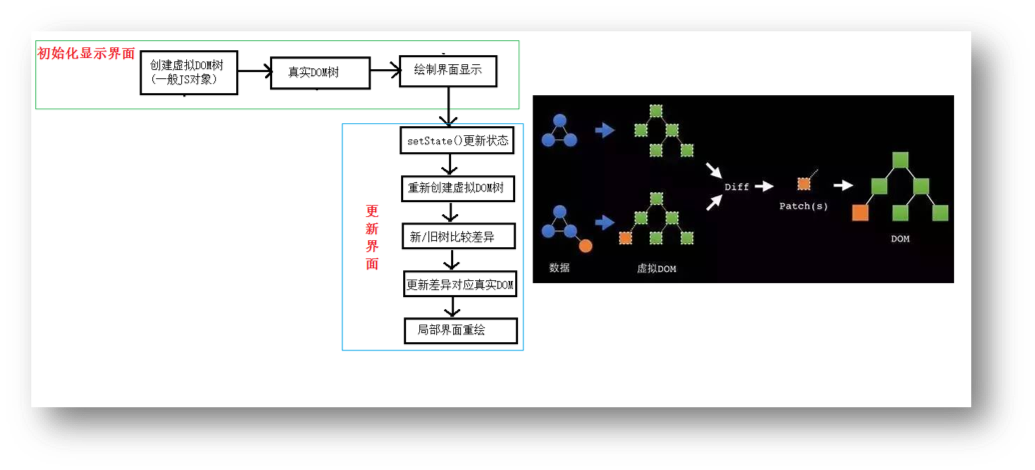 初始化显示界面
创建虚拟DOM树
(一般JS对象)
真实DOM树
绘制界面显示
更
新
界
面
setState()更新状态
重新创建虚拟DOM树
新/旧树比较差异
更新差异对应真实DOM
局部界面重绘
数据
虚拟DOM
Diff
Patch(s)
DOM